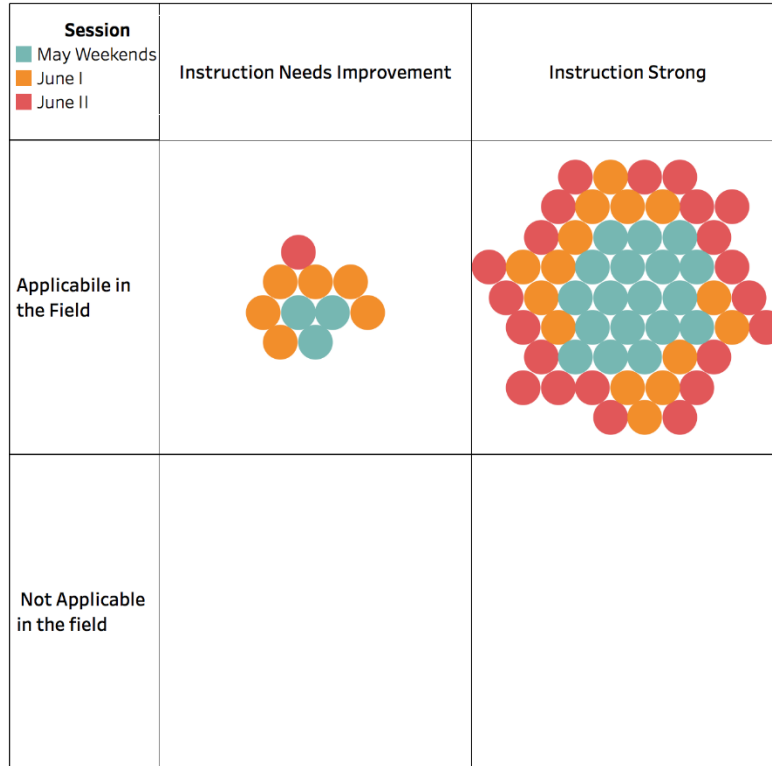 Session
May Weekends
June I
June II
Instruction Needs Improvement
Instruction Strong
Applicabile in
the Field
Not Applicable
in the field